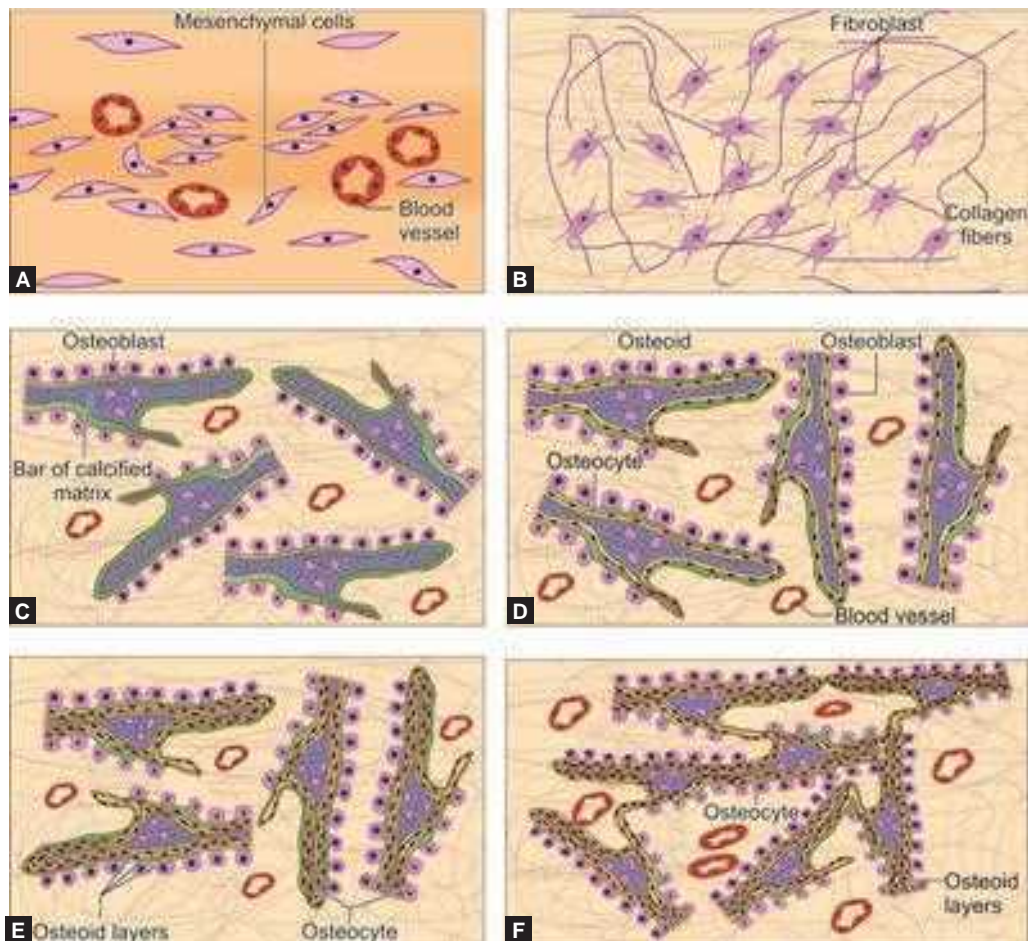 Mesenchymal cells
Blood
vessel
A
Fibroblast
Collagen
fibers
B
Osteoblast
Bar of calcified
matrix
C
Osteoid
Osteoblast
Osteocyte
Blood vessel
D
Osteoid layers
Osteocyte
E
Osteocyte
Osteoid
layers
F